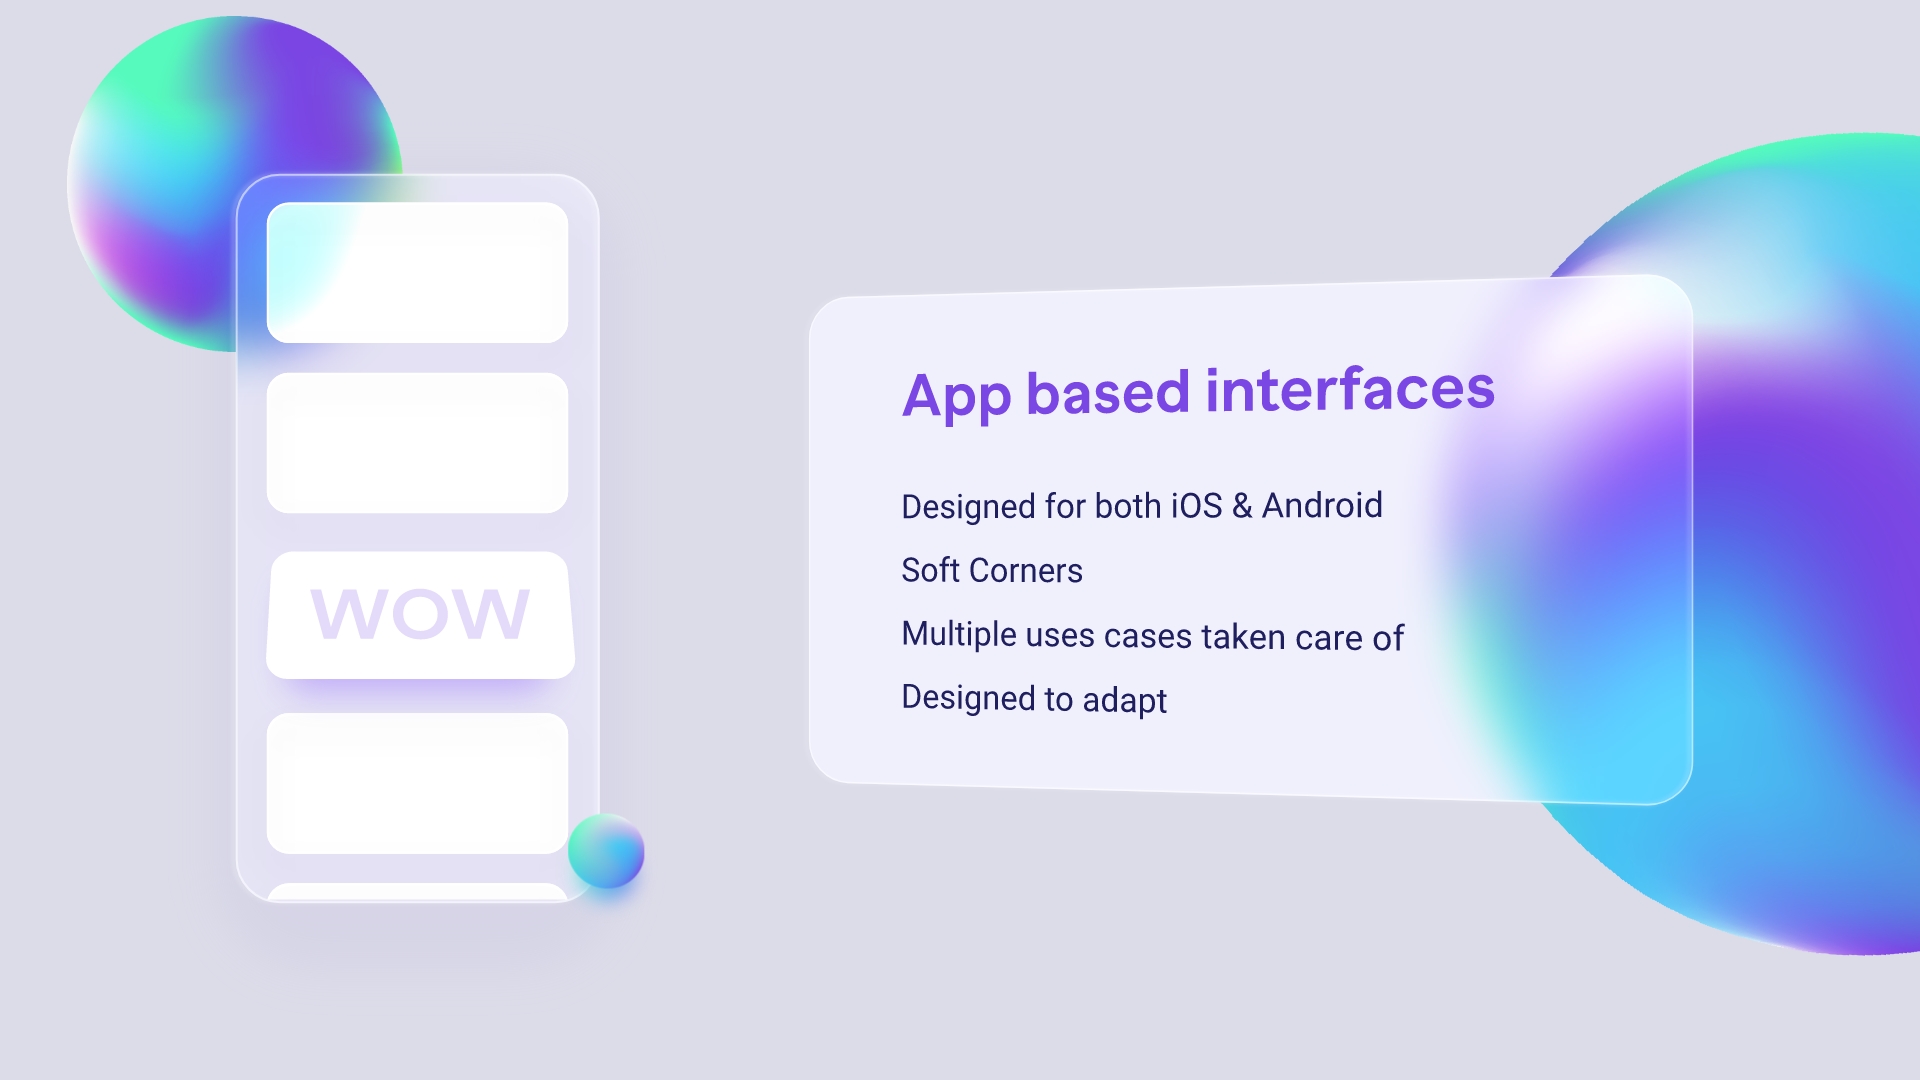 WOW
App based interfaces
Designed for both iOS & Android
Soft Corners
Multiple uses cases taken care of
Designed to adapt